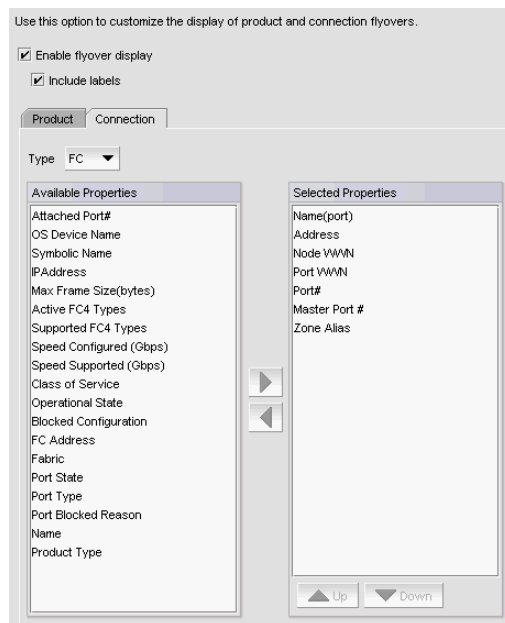 Use this option to customize the display of product and connection flyovers.
Enable flyover display
Include labels
Product Connection
Type FC
Available Properties
Attached Port#
OS Device Name
Symbolic Name
IPAddress
Max Frame Size(bytes)
Active FC4 Types
Supported FC4 Types
Speed Configured (Gbps)
Speed Supported (Gbps)
Class of Service
Operational State
Blocked Configuration
FC Address
Fabric
Port State
Port Type
Port Blocked Reason
Name
Product Type
Selected Properties
Name(port)
Address
Node WWN
Port WWN
Port#
Master Port #
Zone Alias
Up Down